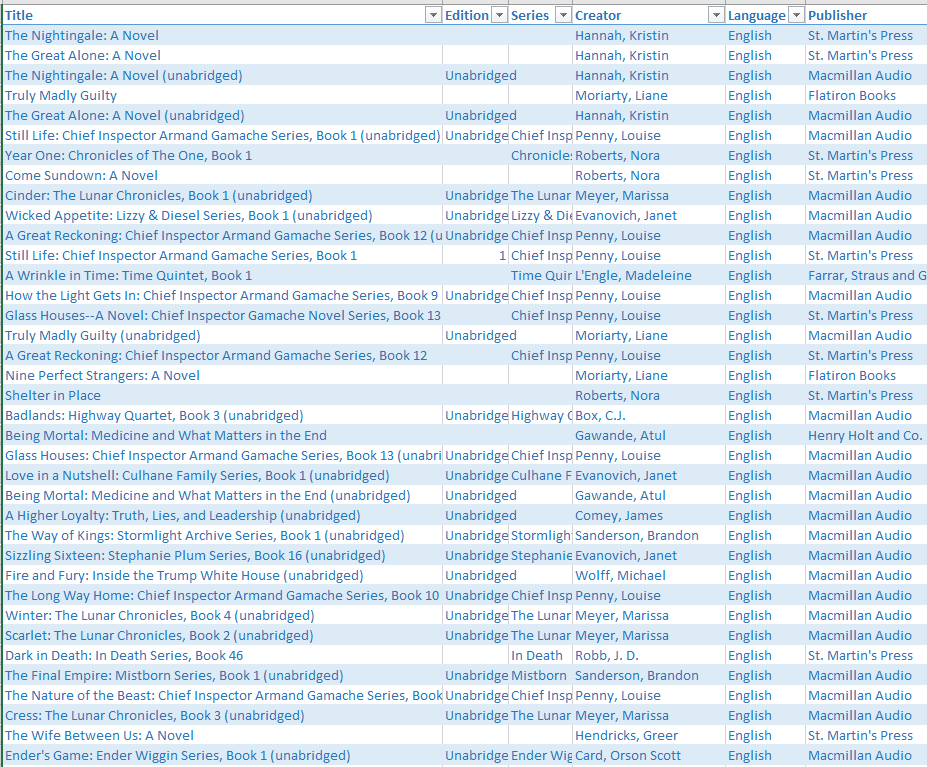 Title Edition Series Creator Language Publisher
The Nightingale: A Novel Hannah, Kristin English St. Martin's Press
The Great Alone: A Novel Hannah, Kristin English St. Martin's Press
The Nightingale: A Novel (unabridged) Unabridged Hannah, Kristin English Macmillan Audio
Truly Madly Guilty Moriarty, Liane English Flatiron Books
The Great Alone: A Novel (unabridged) Unabridged Hannah, Kristin English Macmillan Audio
Still Life: Chief Inspector Armand Gamache Series, Book 1 (unabridged) Unabridge Chief Insp Penny, Louise English Macmillan Audio
Year One: Chronicles of The One, Book 1 Chronicles Roberts, Nora English St. Martin's Press
Come Sundown: A Novel Roberts, Nora English St. Martin's Press
Cinder: The Lunar Chronicles, Book 1 (unabridged) Unabridge The Lunar Meyer, Marissa English Macmillan Audio
Wicked Appetite: Lizzy & Diesel Series, Book 1 (unabridged) Unabridge Lizzy & Die Evanovich, Janet English Macmillan Audio
A Great Reckoning: Chief Inspector Armand Gamache Series, Book 12 (u Unabridge Chief Insp Penny, Louise English Macmillan Audio
Still Life: Chief Inspector Armand Gamache Series, Book 1 1 Chief Insp Penny, Louise English St. Martin's Press
A Wrinkle in Time: Time Quintet, Book 1 Time Quin L'Engle, Madeleine English Farrar, Straus and G
How the Light Gets In: Chief Inspector Armand Gamache Series, Book 9 Unabridge Chief Insp Penny, Louise English Macmillan Audio
Glass Houses--A Novel: Chief Inspector Gamache Novel Series, Book 13 Chief Insp Penny, Louise English St. Martin's Press
Truly Madly Guilty (unabridged) Unabridged Moriarty, Liane English Macmillan Audio
A Great Reckoning: Chief Inspector Armand Gamache Series, Book 12 Chief Insp Penny, Louise English St. Martin's Press
Nine Perfect Strangers: A Novel Moriarty, Liane English Flatiron Books
Shelter in Place Roberts, Nora English St. Martin's Press
Badlands: Highway Quartet, Book 3 (unabridged) Unabridge Highway Q Box, C.J. English Macmillan Audio
Being Mortal: Medicine and What Matters in the End Gawande, Atul English Henry Holt and Co.
Glass Houses: Chief Inspector Armand Gamache Series, Book 13 (unabri Unabridge Chief Insp Penny, Louise English Macmillan Audio
Love in a Nutshell: Culhane Family Series, Book 1 (unabridged) Unabridge Culhane F Evanovich, Janet English Macmillan Audio
Being Mortal: Medicine and What Matters in the End (unabridged) Unabridged Gawande, Atul English Macmillan Audio
A Higher Loyalty: Truth, Lies, and Leadership (unabridged) Unabridged Comey, James English Macmillan Audio
The Way of Kings: Stormlight Archive Series, Book 1 (unabridged) Unabridge Stormlight Sanderson, Brandon English Macmillan Audio
Sizzling Sixteen: Stephanie Plum Series, Book 16 (unabridged) Unabridge Stephanie Evanovich, Janet English Macmillan Audio
Fire and Fury: Inside the Trump White House (unabridged) Unabridged Wolff, Michael English Macmillan Audio
The Long Way Home: Chief Inspector Armand Gamache Series, Book 10 Unabridge Chief Insp Penny, Louise English Macmillan Audio
Winter: The Lunar Chronicles, Book 4 (unabridged) Unabridge The Lunar Meyer, Marissa English Macmillan Audio
Scarlet: The Lunar Chronicles, Book 2 (unabridged) Unabridge The Lunar Meyer, Marissa English Macmillan Audio
Dark in Death: In Death Series, Book 46 In Death Robb, J. D. English St. Martin's Press
The Final Empire: Mistborn Series, Book 1 (unabridged) Unabridge Mistborn Sanderson, Brandon English Macmillan Audio
The Nature of the Beast: Chief Inspector Armand Gamache Series, Book Unabridge Chief Insp Penny, Louise English Macmillan Audio
Cress: The Lunar Chronicles, Book 3 (unabridged) Unabridge The Lunar Meyer, Marissa English Macmillan Audio
The Wife Between Us: A Novel Hendricks, Greer English St. Martin's Press
Ender's Game: Ender Wiggin Series, Book 1 (unabridged) Unabridge Ender Wig Card, Orson Scott English Macmillan Audio